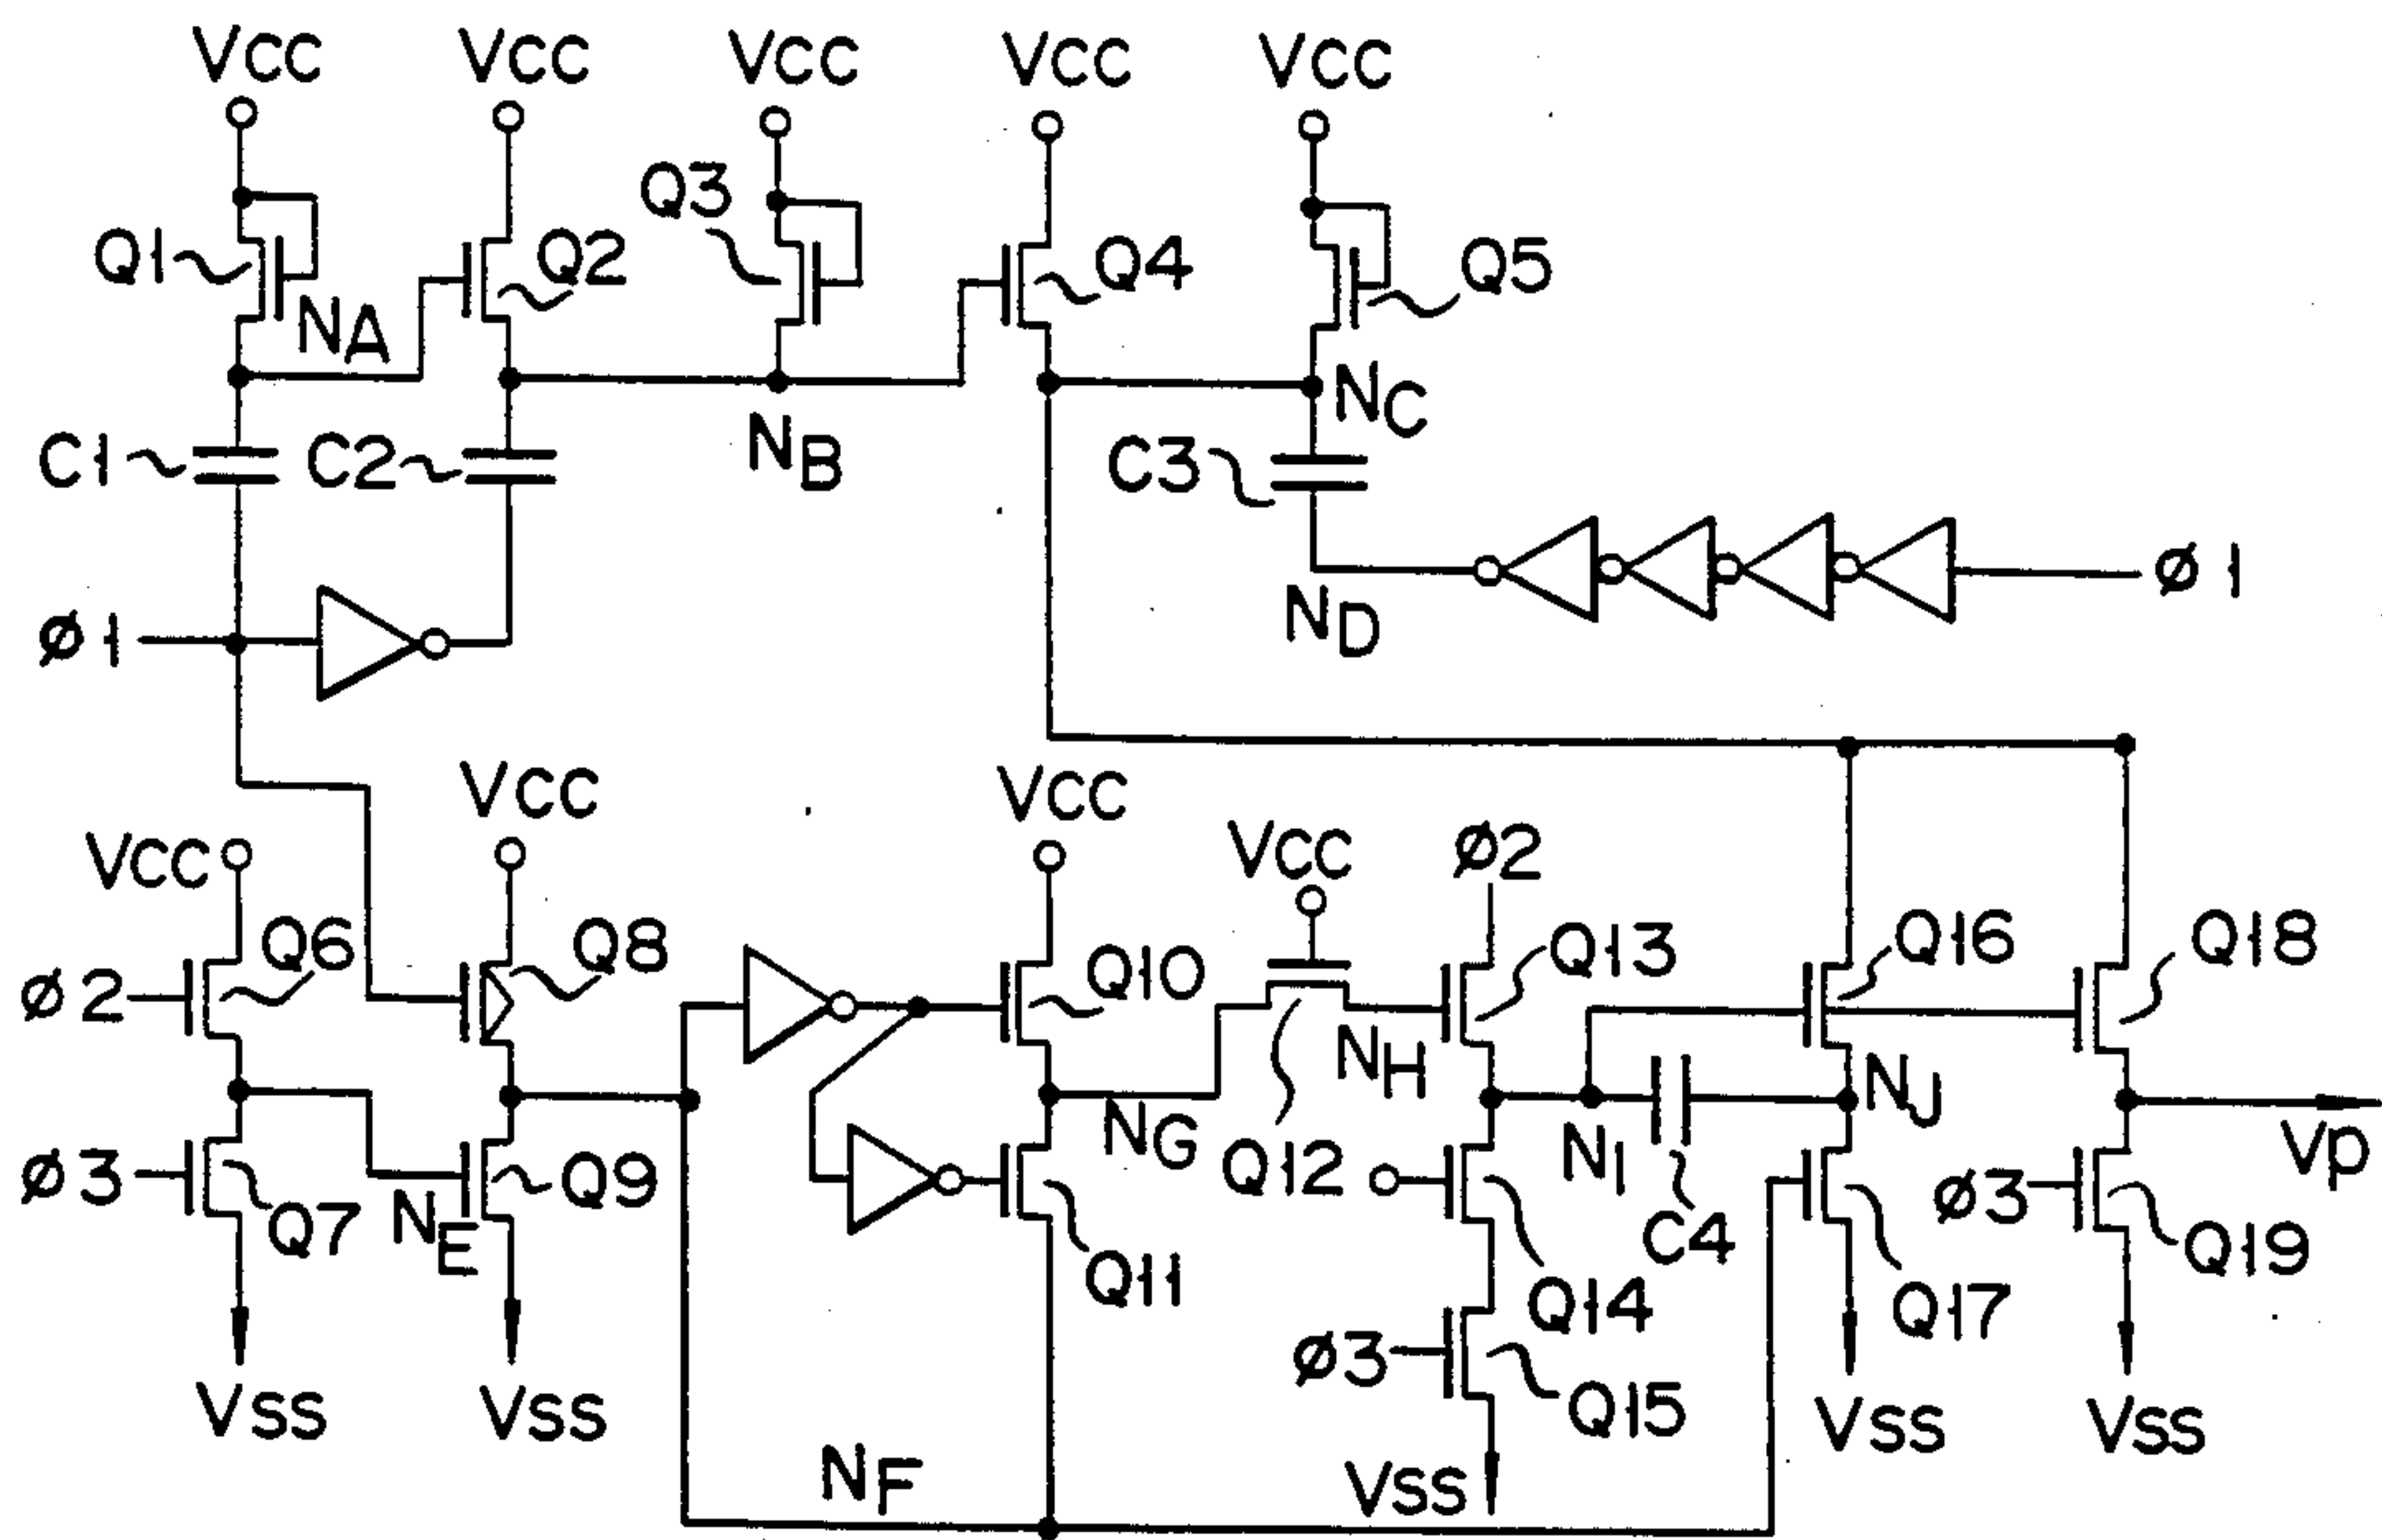 VCC VCC VCC VCC VCC
Q3
Q1 Q2 Q4 Q5
NA
NC
NB
C1 C2 C3
ø1
ND
ø1
VCC VCC
VCC ø2
VCC
Q6 Q8 Q10 Q13 Q16 Q18
ø2
NH NJ
NG NI
VP
ø3 Q9 Q12 ø3
NE
Q7 C4 Q19
Q11
Q14 Q17
ø3
Q15
VSS VSS VSS VSS
NF VSS